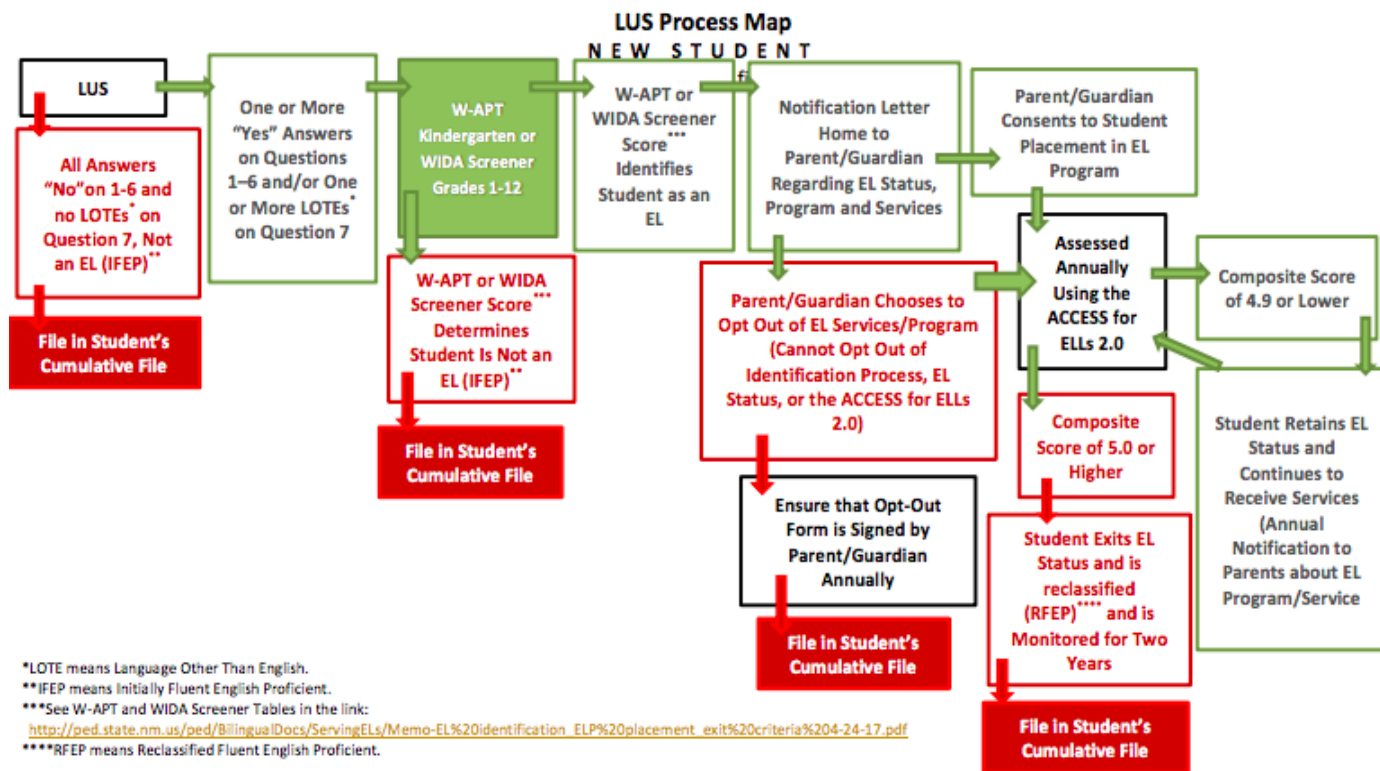 LUS Process Map
NEW STUDENT
LUS
One or More
"Yes" Answers
on Questions
1–6 and/or One
or More LOTEs*
on Question 7
W-APT
Kindergarten or
WIDA Screener
Grades 1-12
W-APT or
WIDA Screener
Score***
Identifies
Student as an
EL
Notification Letter
Home to
Parent/Guardian
Regarding EL Status,
Program and Services
Parent/Guardian
Consents to Student
Placement in EL
Program
All Answers
"No"on 1-6 and
no LOTEs* on
Question 7, Not
an EL (IFEP)**
File in Student's
Cumulative File
W-APT or WIDA
Screener Score***
Determines
Student Is Not an
EL (IFEP)**
File in Student's
Cumulative File
Parent/Guardian Chooses to
Opt Out of EL Services/Program
(Cannot Opt Out of
Identification Process, EL
Status, or the ACCESS for ELLs
2.0)
Ensure that Opt-Out
Form is Signed by
Parent/Guardian
Annually
File in Student's
Cumulative File
Assessed
Annually
Using the
ACCESS for
ELLs 2.0
Composite Score
of 4.9 or Lower
Composite
Score of 5.0 or
Higher
Student Exits EL
Status and is
reclassified
(RFEP)**** and is
Monitored for Two
Years
File in Student's
Cumulative File
Student Retains EL
Status and
Continues to
Receive Services
(Annual
Notification to
Parents about EL
Program/Service
*LOTE means Language Other Than English.
**IFEP means Initially Fluent English Proficient.
***See W-APT and WIDA Screener Tables in the link:
http://ped.state.nm.us/ped/BilingualDocs/ServingELs/Memo-EL%20identification_ELP%20placement_exit%20criteria%204-24-17.pdf
****RFEP means Reclassified Fluent English Proficient.